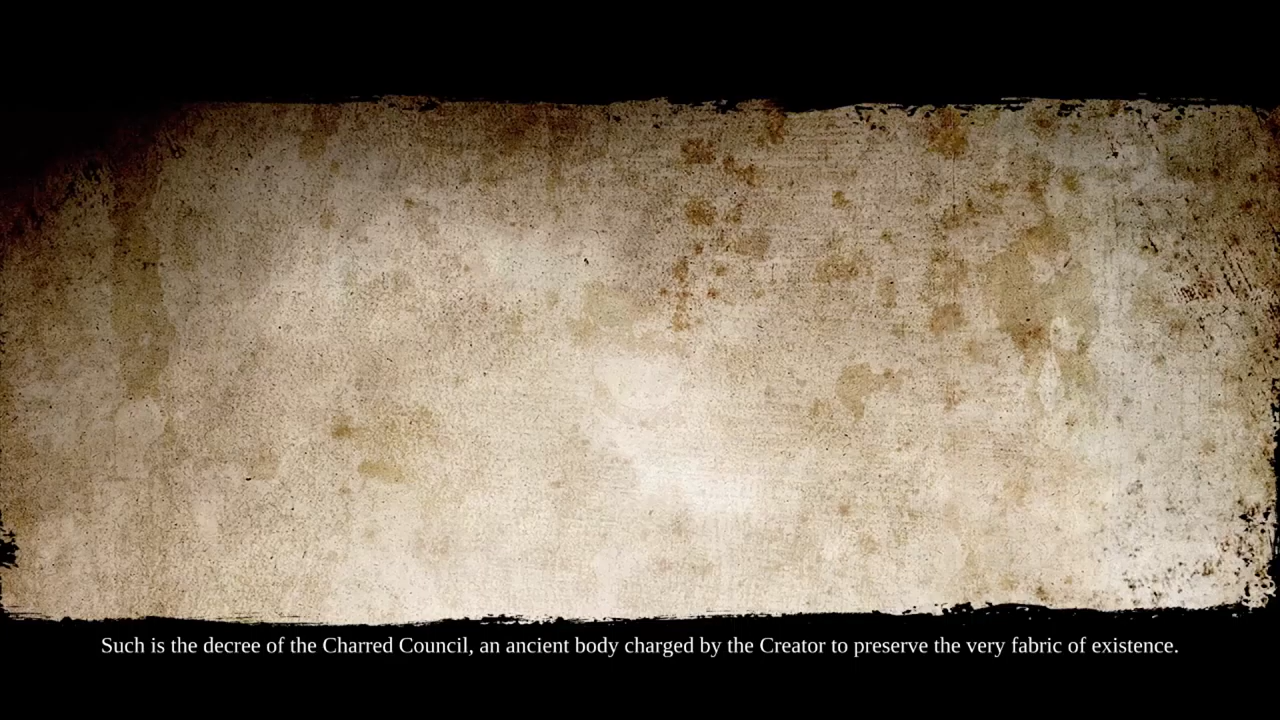 Such is the decree of the Charred Council, an ancient body charged by the Creator to preserve the very fabric of existence.